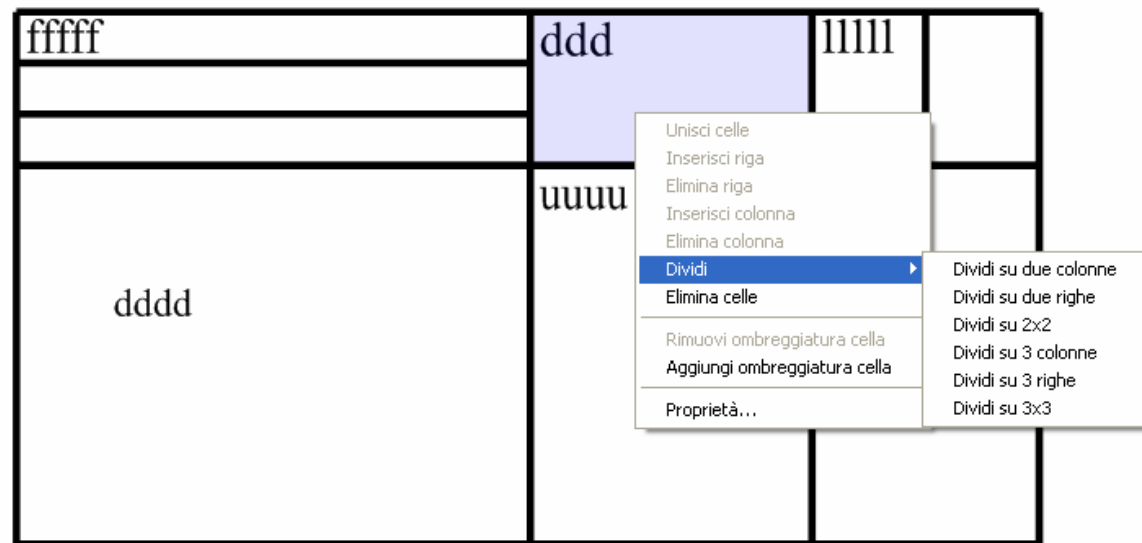 fffff
ddd
lllll
Unisci celle
Inserisci riga
Elimina riga
uuuu
Inserisci colonna
Elimina colonna
Dividi
Elimina celle
dddd
Rimuovi ombreggiatura cella
Aggiungi ombreggiatura cella
Proprietà...
Dividi su due colonne
Dividi su due righe
Dividi su 2x2
Dividi su 3 colonne
Dividi su 3 righe
Dividi su 3x3